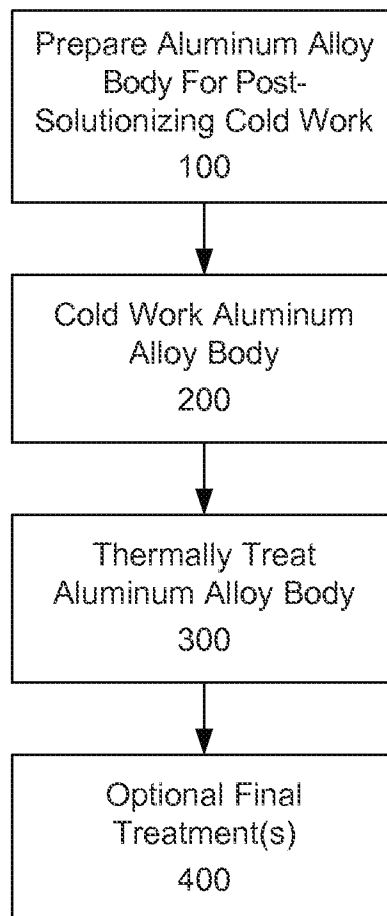 Prepare Aluminum Alloy
Body For Post-
Solutionizing Cold Work
100
Cold Work Aluminum
Alloy Body
200
Thermally Treat
Aluminum Alloy Body
300
Optional Final
Treatment(s)
400